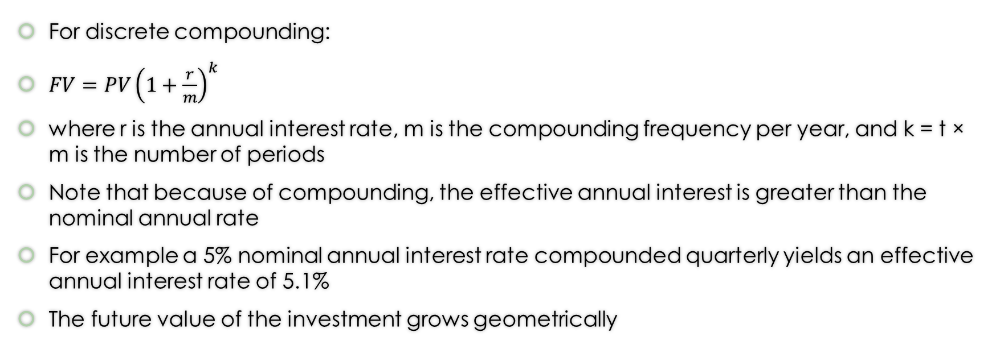 For discrete compounding:
FV = PV(1 + r/m)^k
where r is the annual interest rate, m is the compounding frequency per year, and k = t ×
m is the number of periods
Note that because of compounding, the effective annual interest is greater than the
nominal annual rate
For example a 5% nominal annual interest rate compounded quarterly yields an effective
annual interest rate of 5.1%
The future value of the investment grows geometrically